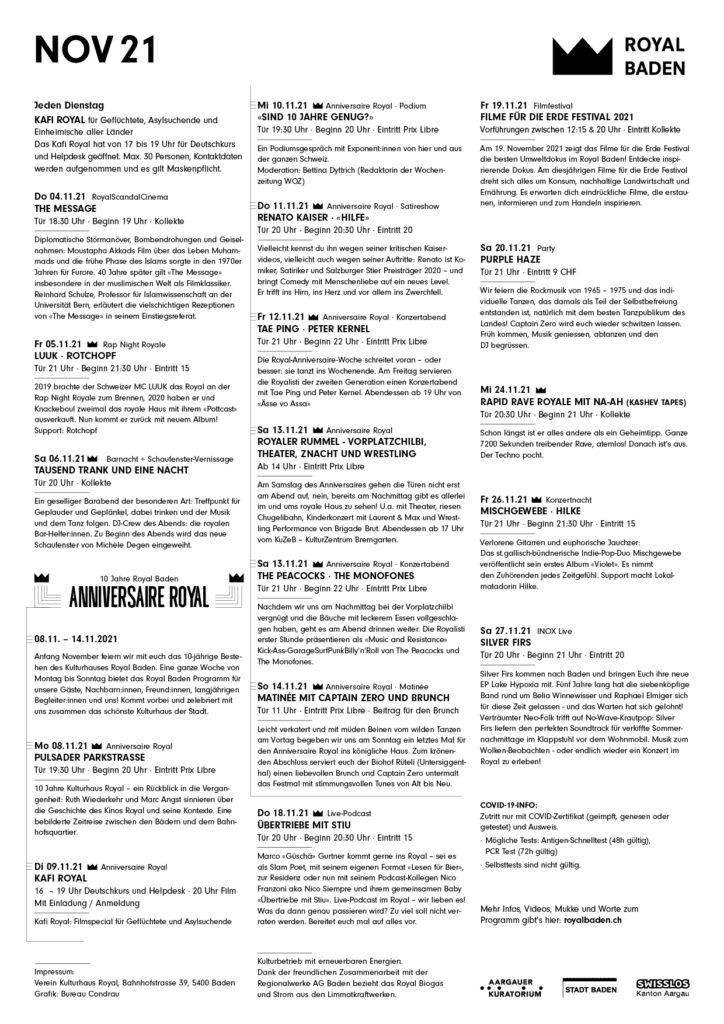 NOV 21
ROYAL
BADEN
Jeden Dienstag
KAFI ROYAL für Geflüchtete, Asylsuchende und
Einheimische aller Länder
Das Kafi Royal hat von 17 bis 19 Uhr für Deutschkurs
und Helpdesk geöffnet. Max. 30 Personen, Kontaktdaten
werden aufgenommen und es gilt Maskenpflicht.
Do 04.11.21 RoyalScandalCinema
THE MESSAGE
Tür 18:30 Uhr · Beginn 19 Uhr · Kollekte
Diplomatische Störmanöver, Bombendrohungen und Geisel-
nahmen: Moustapha Akkads Film über das Leben Muham-
mads und die frühe Phase des Islams sorgte in den 1970er
Jahren für Furore. 40 Jahre später gilt «The Message»
insbesondere in der muslimischen Welt als Filmklassiker.
Reinhard Schulze, Professor für Islamwissenschaft an der
Universität Bern, erläutert die vielschichtigen Rezeptionen
von «The Message» in seinem Einstiegsreferat.
Fr 05.11.21 Rap Night Royale
LUUK · ROTCHOPF
Tür 21 Uhr · Beginn 21:30 Uhr · Eintritt 15
2019 brachte der Schweizer MC LUUK das Royal an der
Rap Night Royale zum Brennen, 2020 haben er und
Knackeboul zweimal das royale Haus mit ihrem «Pottcast»
ausverkauft. Nun kommt er zurück mit neuem Album!
Support: Rotchopf
Sa 06.11.21 Barnacht + Schaufenster-Vernissage
TAUSEND TRANK UND EINE NACHT
Tür 20 Uhr · Kollekte
Ein geselliger Barabend der besonderen Art: Treffpunkt für
Geplauder und Geplänkel, dabei trinken und der Musik
und dem Tanz folgen. DJ-Crew des Abends: die royalen
Bar-Helfer:innen. Zu Beginn des Abends wird das neue
Schaufenster von Michèle Degen eingeweiht.
10 Jahre Royal Baden
ANNIVERSAIRE ROYAL
08.11. – 14.11.2021
Anfang November feiern wir mit euch das 10-jährige Beste-
hen des Kulturhauses Royal Baden. Eine ganze Woche von
Montag bis Sonntag bietet das Royal Baden Programm für
unsere Gäste, Nachbarn:innen, Freund:innen, langjährigen
Begleiter:innen und uns! Kommt vorbei und zelebriert mit
uns zusammen das schönste Kulturhaus der Stadt.
Mo 08.11.21 Anniversaire Royal
PULSADER PARKSTRASSE
Tür 19:30 Uhr · Beginn 20 Uhr · Eintritt Prix Libre
10 Jahre Kulturhaus Royal – ein Rückblick in die Vergan-
genheit: Ruth Wiederkehr und Marc Angst sinnieren über
die Geschichte des Kinos Royal und seine Kontexte. Eine
bebilderte Zeitreise zwischen den Bädern und dem Bahn-
hofsquartier.
Di 09.11.21 Anniversaire Royal
KAFI ROYAL
16 – 19 Uhr Deutschkurs und Helpdesk · 20 Uhr Film
Mit Einladung / Anmeldung
Kafi Royal: Filmspecial für Geflüchtete und Asylsuchende
Impressum:
Verein Kulturhaus Royal, Bahnhofstrasse 39, 5400 Baden
Grafik: Bureau Condrau
Mi 10.11.21 Anniversaire Royal · Podium
«SIND 10 JAHRE GENUG?»
Tür 19:30 Uhr · Beginn 20 Uhr · Eintritt Prix Libre
Ein Podiumsgespräch mit Exponent:innen von hier und aus
der ganzen Schweiz.
Moderation: Bettina Dyttrich (Redaktorin der Wochen-
zeitung WOZ)
Do 11.11.21 Anniversaire Royal · Satireshow
RENATO KAISER · «HILFE»
Tür 20 Uhr · Beginn 20:30 Uhr · Eintritt 20
Vielleicht kennst du ihn wegen seiner kritischen Kaiser-
videos, vielleicht auch wegen seiner Auftritte: Renato ist Ko-
miker, Satiriker und Salzburger Stier Preisträger 2020 – und
bringt Comedy mit Menschenliebe auf ein neues Level.
Er trifft ins Hirn, ins Herz und vor allem ins Zwerchfell.
Fr 12.11.21 Anniversaire Royal · Konzertabend
TAE PING · PETER KERNEL
Tür 21 Uhr · Beginn 22 Uhr · Eintritt Prix Libre
Die Royal-Anniversaire-Woche schreitet voran – oder
besser: sie tanzt ins Wochenende. Am Freitag servieren
die Royalisti der zweiten Generation einen Konzertabend
mit Tae Ping und Peter Kernel. Abendessen ab 19 Uhr von
«Ässe vo Assa»
Sa 13.11.21 Anniversaire Royal
ROYALER RUMMEL - VORPLATZCHILBI,
THEATER, ZNACHT UND WRESTLING
Ab 14 Uhr · Eintritt Prix Libre
Am Samstag des Anniversaires gehen die Türen nicht erst
am Abend auf, nein, bereits am Nachmittag gibt es allerlei
im und ums royale Haus zu sehen! U.a. mit Theater, riesen
Chugelibahn, Kinderkonzert mit Laurent & Max und Wrest-
ling Performance von Brigade Brut. Abendessen ab 17 Uhr
vom KuZeB – KulturZentrum Bremgarten.
Sa 13.11.21 Anniversaire Royal · Konzertabend
THE PEACOCKS · THE MONOFONES
Tür 21 Uhr · Beginn 22 Uhr · Eintritt Prix Libre
Nachdem wir uns am Nachmittag bei der Vorplatzchilbi
vergnügt und die Bäuche mit leckerem Essen vollgeschla-
gen haben, geht es am Abend drinnen weiter. Die Royalisti
erster Stunde präsentieren als «Music and Resistance»
Kick-Ass-GarageSurfPunkBilly'n'Roll von The Peacocks und
The Monofones.
So 14.11.21 Anniversaire Royal · Matinée
MATINÉE MIT CAPTAIN ZERO UND BRUNCH
Tür 11 Uhr · Eintritt Prix Libre · Beitrag für den Brunch
Leicht verkatert und mit müden Beinen vom wilden Tanzen
am Vortag begeben wir uns am Sonntag ein letztes Mal für
den Anniversaire Royal ins königliche Haus. Zum krönen-
den Abschluss serviert euch der Biohof Rüteli (Untersiggent-
hal) einen liebevollen Brunch und Captain Zero untermalt
das Festmal mit stimmungsvollen Tunes von Alt bis Neu.
Do 18.11.21 Live-Podcast
ÜBERTRIEBE MIT STIU
Tür 20 Uhr · Beginn 20:30 Uhr · Eintritt 15
Marco «Güschä» Gurtner kommt gerne ins Royal – sei es
als Slam Poet, mit seinem eigenen Format «Lesen für Bier»,
zur Residenz oder nun mit seinem Podcast-Kollegen Nico
Franzoni aka Nico Siempre und ihrem gemeinsamen Baby
«Übertriebe mit Stiu». Live-Podcast im Royal – wir lieben es!
Was da dann genau passieren wird? Zu viel soll nicht ver-
raten werden. Bereitet euch mal auf alles vor.
Kulturbetrieb mit erneuerbaren Energien.
Dank der freundlichen Zusammenarbeit mit der
Regionalwerke AG Baden bezieht das Royal Biogas
und Strom aus den Limmatkraftwerken.
Fr 19.11.21 Filmfestival
FILME FÜR DIE ERDE FESTIVAL 2021
Vorführungen zwischen 12:15 & 20 Uhr · Eintritt Kollekte
Am 19. November 2021 zeigt das Filme für die Erde Festival
die besten Umweltdokus im Royal Baden! Entdecke inspi-
rierende Dokus. Am diesjährigen Filme für die Erde Festival
dreht sich alles um Konsum, nachhaltige Landwirtschaft und
Ernährung. Es erwarten dich eindrückliche Filme, die erstau-
nen, informieren und zum Handeln inspirieren.
Sa 20.11.21 Party
PURPLE HAZE
Tür 21 Uhr · Eintritt 9 CHF
Wir feiern die Rockmusik von 1965 – 1975 und das indi-
viduelle Tanzen, das damals als Teil der Selbstbefreiung
entstanden ist, natürlich mit dem besten Tanzpublikum des
Landes! Captain Zero wird euch wieder schwitzen lassen.
Früh kommen, Musik geniessen, abtanzen und den
DJ begrüssen.
Mi 24.11.21
RAPID RAVE ROYALE MIT NA-AH (KASHEV TAPES)
Tür 20:30 Uhr · Beginn 21 Uhr · Kollekte
Schon längst ist er alles andere als ein Geheimtipp. Ganze
7200 Sekunden treibender Rave, atemlos! Danach ist's aus.
Der Techno pocht.
Fr 26.11.21 Konzertnacht
MISCHGEWEBE · HILKE
Tür 21 Uhr · Beginn 21:30 Uhr · Eintritt 15
Verlorene Gitarren und euphorische Jauchzer:
Das st.gallisch-bündnerische Indie-Pop-Duo Mischgewebe
veröffentlicht sein erstes Album «Violet». Es nimmt
den Zuhörenden jedes Zeitgefühl. Support macht Lokal-
matadorin Hilke.
Sa 27.11.21 INOX Live
SILVER FIRS
Tür 20 Uhr · Beginn 21 Uhr · Eintritt 20
Silver Firs kommen nach Baden und bringen Euch ihre neue
EP Lake Hypoxia mit. Fünf Jahre lang hat die siebenköpfige
Band rund um Belia Winnewisser und Raphael Elmiger sich
für diese Zeit gelassen - und das Warten hat sich gelohnt!
Verträumter Neo-Folk trifft auf No-Wave-Krautpop: Silver
Firs liefern den perfekten Soundtrack für verkiffte Sommer-
nachmittage im Klappstuhl vor dem Wohnmobil. Musik zum
Wolken-Beobachten - oder endlich wieder ein Konzert im
Royal zu erleben!
COVID-19-INFO:
Zutritt nur mit COVID-Zertifikat (geimpft, genesen oder
getestet) und Ausweis.
· Mögliche Tests: Antigen-Schnelltest (48h gültig),
PCR Test (72h gültig)
· Selbsttests sind nicht gültig.
Mehr Infos, Videos, Mukke und Worte zum
Programm gibt's hier: royalbaden.ch
AARGAUER
KURATORIUM
STADT BADEN
SWISSLOS
Kanton Aargau